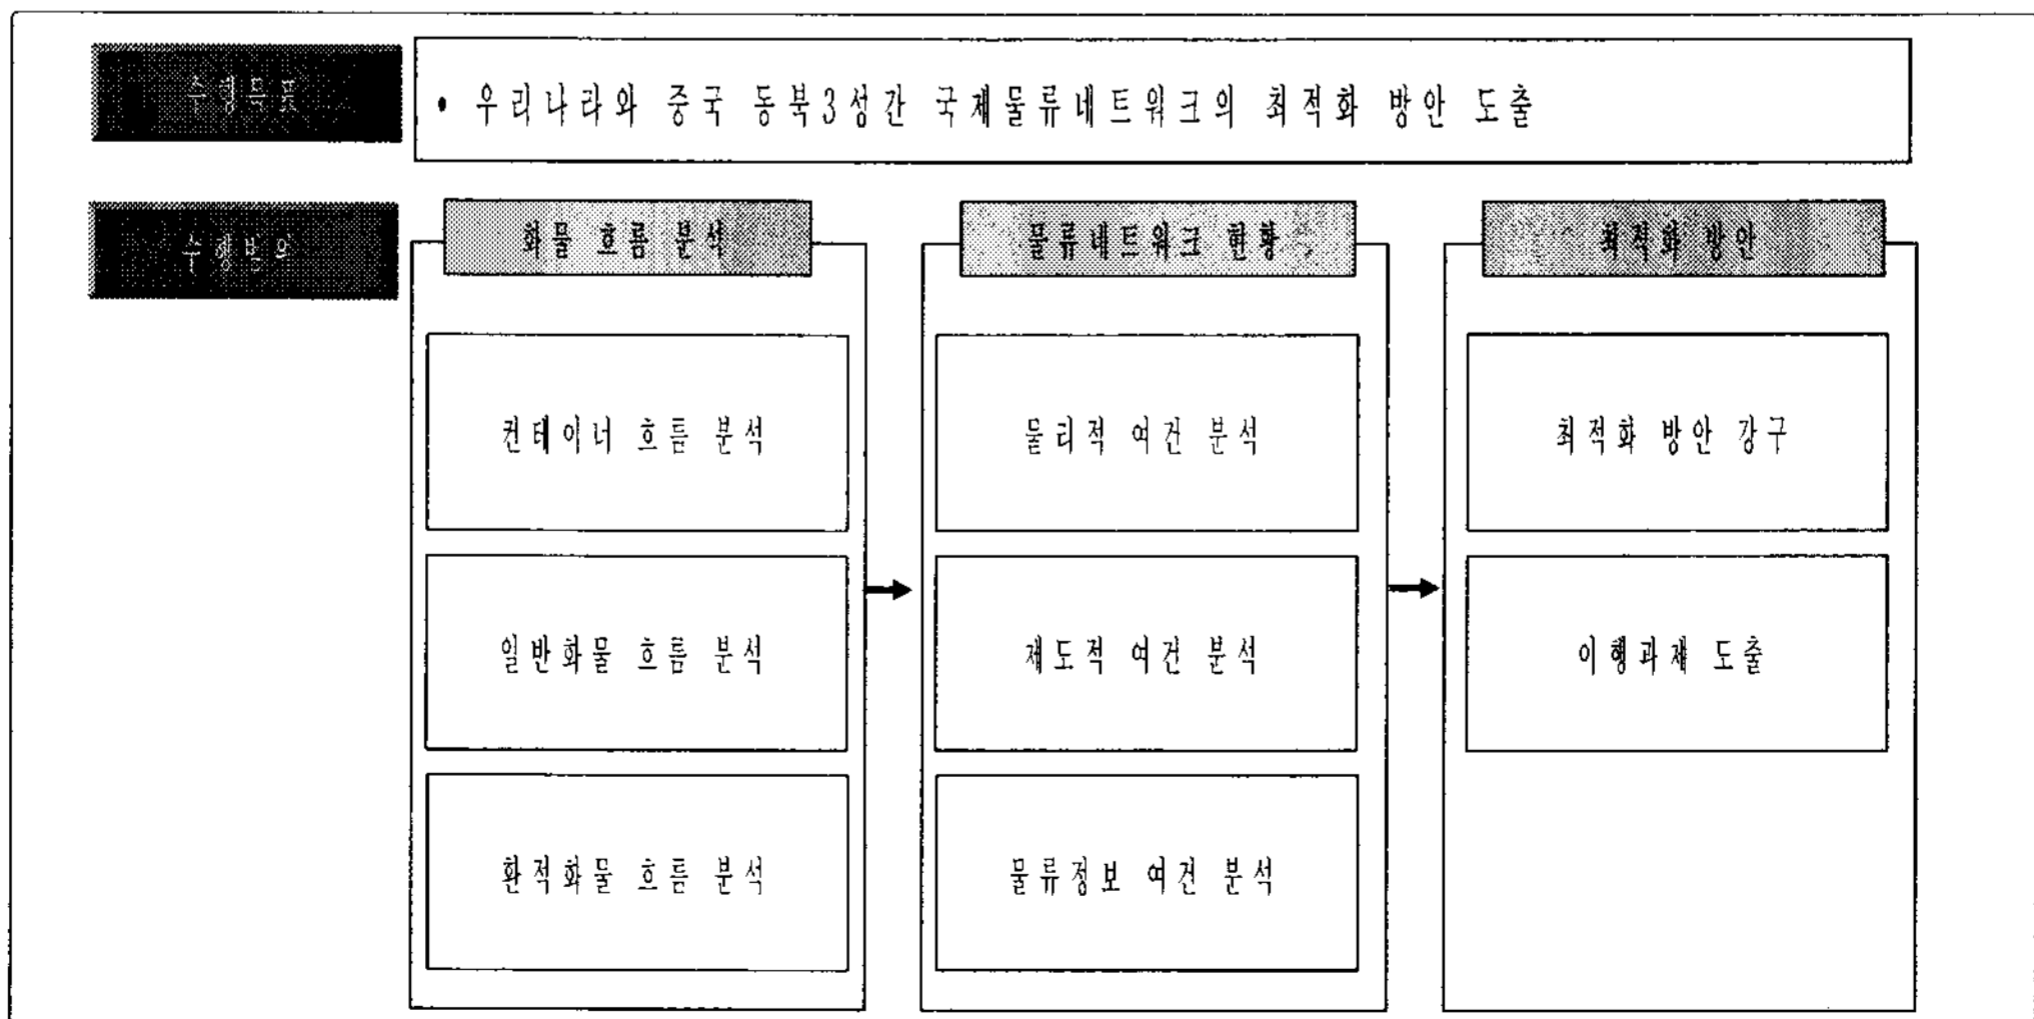 수행목표
• 우리나라와 중국 동북3성간 국제물류네트워크의 최적화 방안 도출
수행범위
화물 흐름 분석
물류네트워크 현황
최적화 방안
컨테이너 흐름 분석
물리적 여건 분석
최적화 방안 강구
일반화물 흐름 분석
제도적 여건 분석
이행과제 도출
환적화물 흐름 분석
물류정보 여건 분석